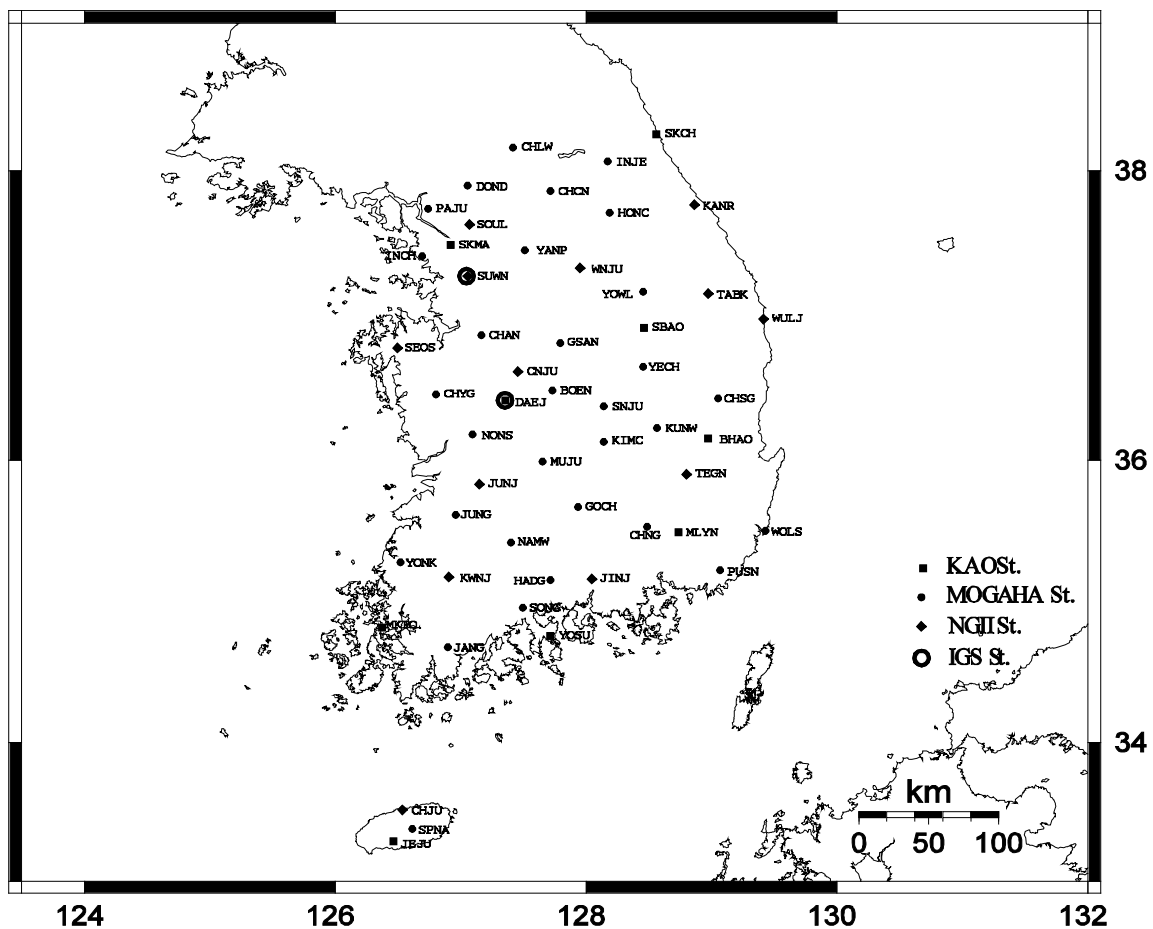 SKCH
CHLW
INJE
38
DOND
CHCN
KANR
PAJU
HONC
SOUL
SKMA
YANP
INCH
WNJU
SUWN
YOWL
TABK
WULJ
SBAO
CHAN
GSAN
SEOS
YECH
CNJU
BOEN
CHYG
CHSG
DAEJ
SNJU
KUNW
NONS
BHAO
KIMC
MUJU
36
TEGN
JUNJ
GOCH
JUNG
CHNG
MLYN
WOLS
NAMW
YONK
PUSN
KAOSt.
KWNJ
HADG
JINJ
MOGAHA St.
SONG
NGII St.
YOSU
JANG
IGS St.
34
km
CHJU
SPNA
JEJU
0 50 100
124 126 128 130 132